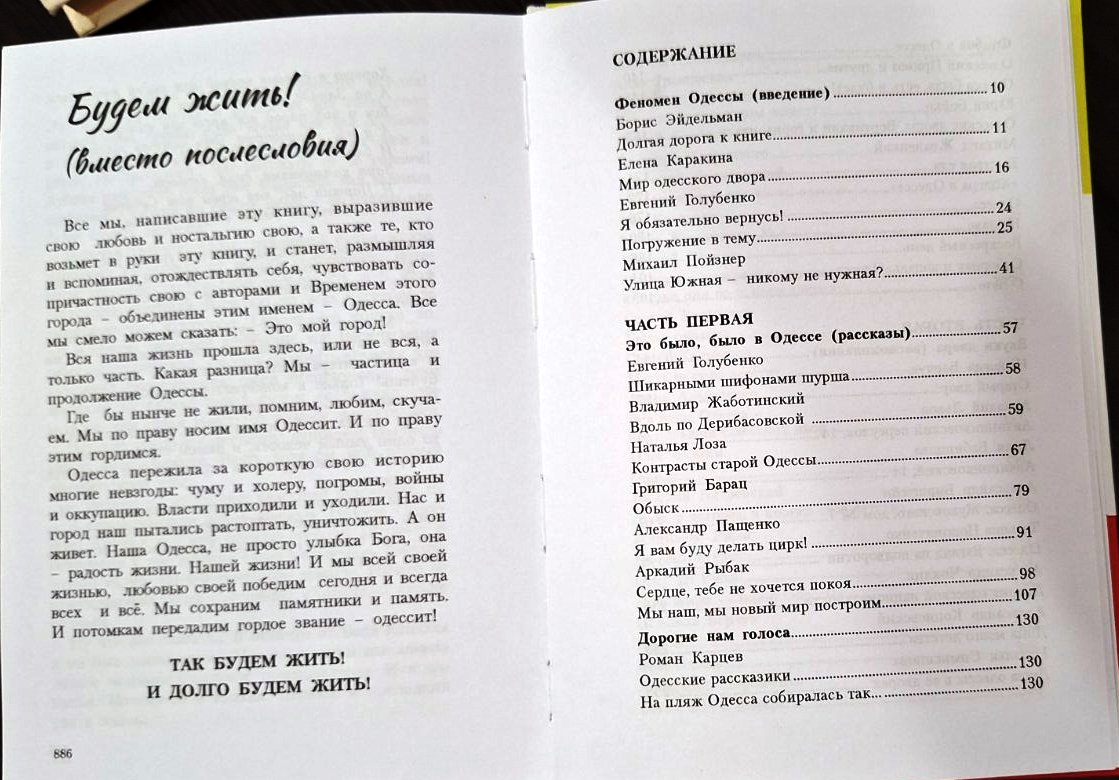 Будем жить!
(вместо послесловия)
Все мы, написавшие эту книгу, выразившие
свою любовь и ностальгию свою, а также те, кто
возьмет в руки эту книгу, и станет, размышляя
и вспоминая, отождествлять себя, чувствовать со-
причастность свою с авторами и Временем этого
города – объединены этим именем – Одесса. Все
мы смело можем сказать: – Это мой город!
Вся наша жизнь прошла здесь, или не вся, а
только часть. Какая разница? Мы – частица и
продолжение Одессы.
Где бы нынче не жили, помним, любим, скуча-
ем. Мы по праву носим имя Одессит. И по праву
этим гордимся.
Одесса пережила за короткую свою историю
многие невзгоды: чуму и холеру, погромы, войны
и оккупацию. Власти приходили и уходили. Нас и
город наш пытались растоптать, уничтожить. А он
живет. Наша Одесса, не просто улыбка Бога, она
– радость жизни. Нашей жизни! И мы всей своей
жизнью, любовью своей победим сегодня и всегда
всех и всё. Мы сохраним памятники и память.
И потомкам передадим гордое звание – одессит!
ТАК БУДЕМ ЖИТЬ!
И ДОЛГО БУДЕМ ЖИТЬ!
886
СОДЕРЖАНИЕ
Феномен Одессы (введение) 10
Борис Эйдельман
Долгая дорога к книге 11
Елена Каракина
Мир одесского двора 16
Евгений Голубенко
Я обязательно вернусь! 24
Погружение в тему 25
Михаил Пойзнер
Улица Южная – никому не нужная? 41
ЧАСТЬ ПЕРВАЯ
Это было, было в Одессе (рассказы) 57
Евгений Голубенко
Шикарными шифонами шурша 58
Владимир Жаботинский
Вдоль по Дерибасовской 59
Наталья Лоза
Контрасты старой Одессы 67
Григорий Барац
Обыск 79
Александр Пащенко
Я вам буду делать цирк! 91
Аркадий Рыбак
Сердце, тебе не хочется покоя 98
Мы наш, мы новый мир построим 107
Дорогие нам голоса 130
Роман Карцев
Одесские рассказики 130
На пляж Одесса собиралась так... 130